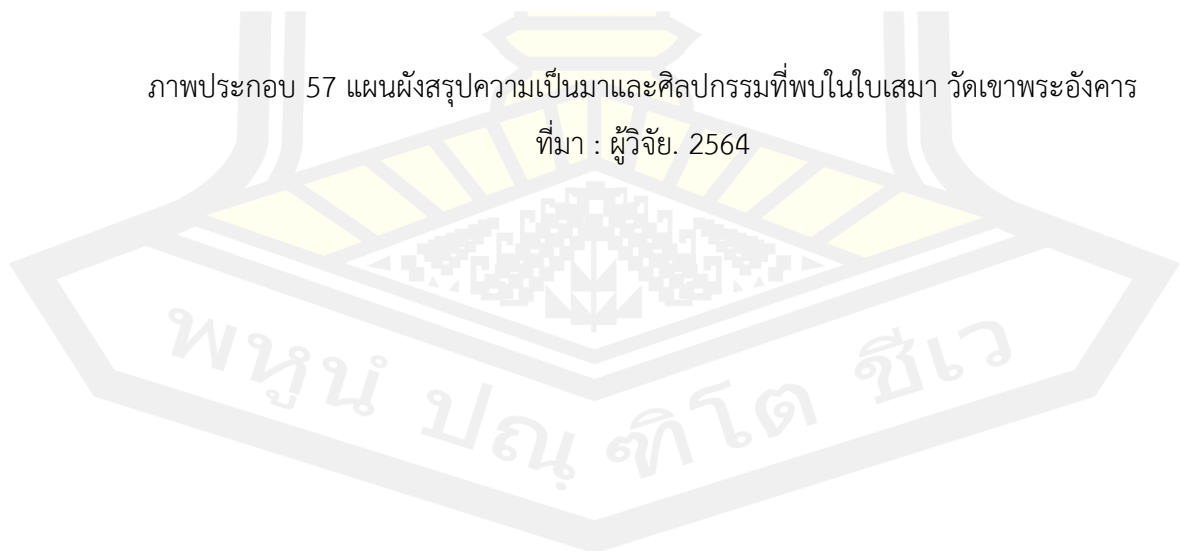 ภาพประกอบ 57 แผนผังสรุปความเป็นมาและศิลปกรรมที่พบในใบเสมา วัดเขาพระอังคาร
ที่มา : ผู้วิจัย. 2564
พหูนํ ปณฺฑิโต ชีเว